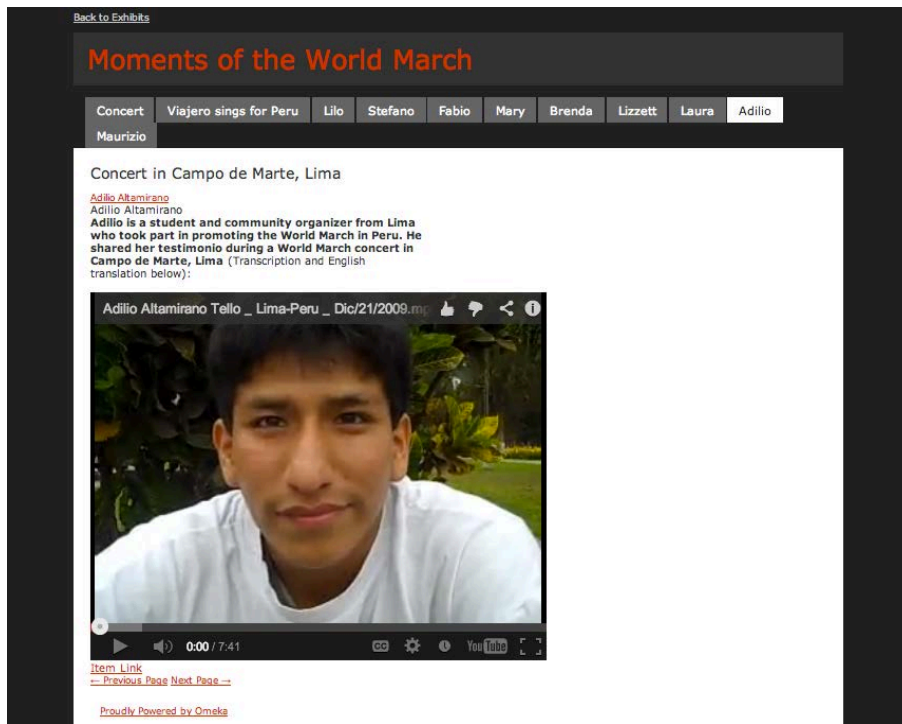 Back to Exhibits
Moments of the World March
Concert Viajero sings for Peru Lilo Stefano Fabio Mary Brenda Lizzett Laura Adilio
Maurizio
Concert in Campo de Marte, Lima
Adilio Altamirano
Adilio Altamirano
Adilio is a student and community organizer from Lima
who took part in promoting the World March in Peru. He
shared her testimonio during a World March concert in
Campo de Marte, Lima (Transcription and English
translation below):
Adilio Altamirano Tello _ Lima-Peru _ Dic/21/2009.mp
0:00 / 7:41 CC YouTube
Item Link
← Previous Page Next Page →
Proudly Powered by Omeka